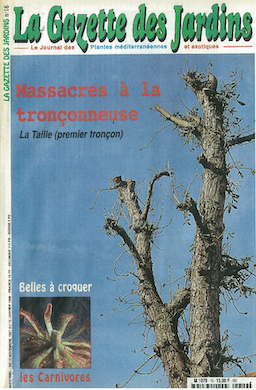 La Gazette des Jardins
Le Journal des Plantes méditerranéennes et exotiques
LA GAZETTE DES JARDINS n°16
Massacres à la
tronçonneuse
La Taille (premier tronçon)
Belles à croquer
les Carnivores